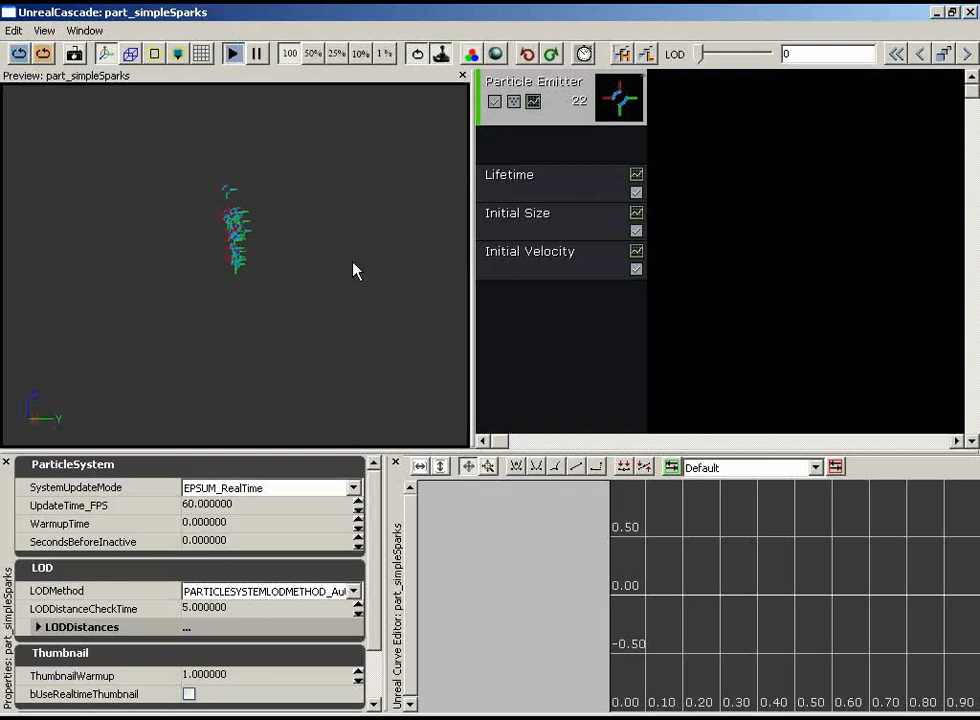 UnrealCascade: part_simpleSparks
Edit View Window
100 50% 25% 10% 1% LOD 0
Preview: part_simpleSparks
Particle Emitter
22
Lifetime
Initial Size
Initial Velocity
Y
ParticleSystem
SystemUpdateMode EPSUM_RealTime
UpdateTime_FPS 60.000000
WarmupTime 0.000000
SecondsBeforeInactive 0.000000
LOD
LODMethod PARTICLESYSTEMLODMETHOD_Au
LODDistanceCheckTime 5.000000
LODDistances ...
Thumbnail
ThumbnailWarmup 1.000000
bUseRealtimeThumbnail
Properties: part_simpleSparks
Default
Unreal Curve Editor: part_simpleSparks
0.50
0.00
-0.50
0.00 0.10 0.20 0.30 0.40 0.50 0.60 0.70 0.80 0.90